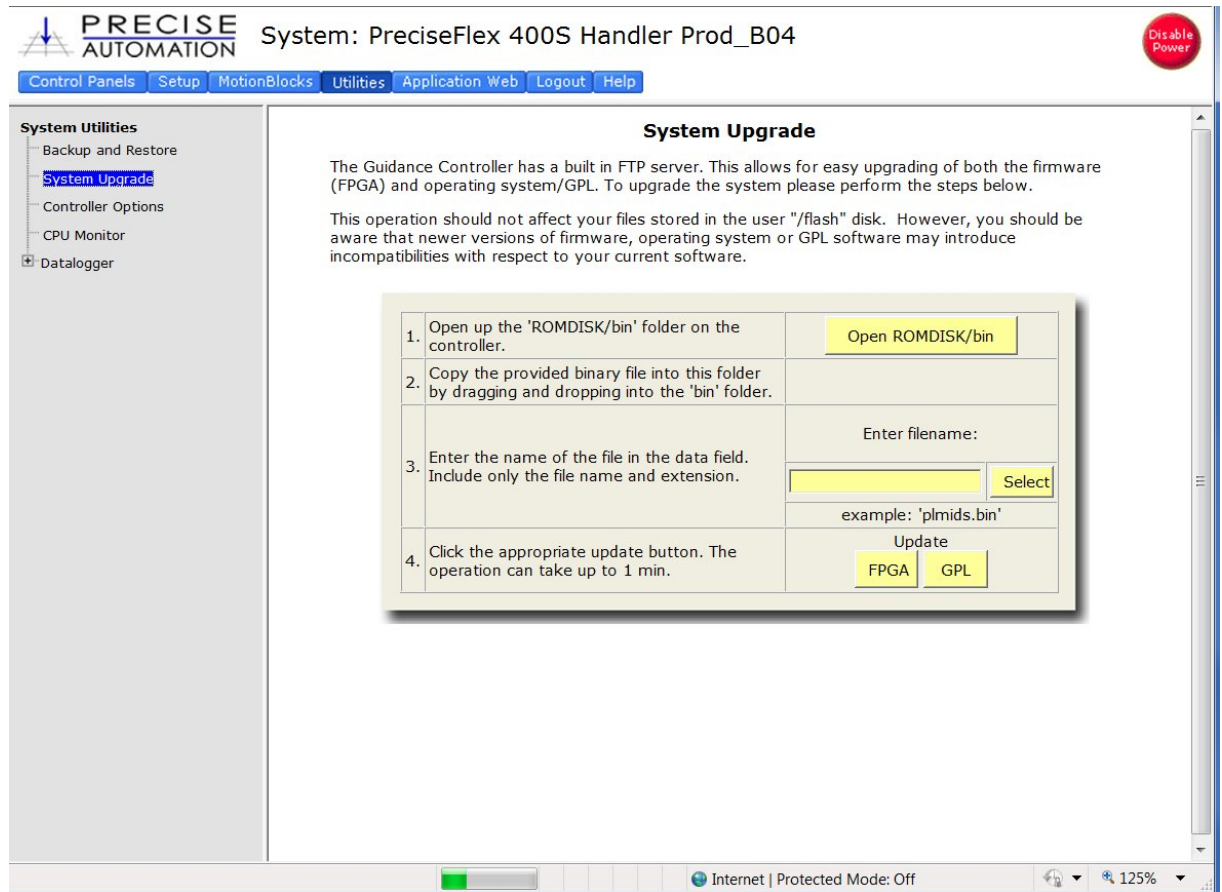 PRECISE
AUTOMATION
System: PreciseFlex 400S Handler Prod_B04
Disable
Power
Control Panels Setup MotionBlocks Utilities Application Web Logout Help
System Utilities
Backup and Restore
System Upgrade
Controller Options
CPU Monitor
Datalogger
System Upgrade
The Guidance Controller has a built in FTP server. This allows for easy upgrading of both the firmware
(FPGA) and operating system/GPL. To upgrade the system please perform the steps below.
This operation should not affect your files stored in the user "/flash" disk. However, you should be
aware that newer versions of firmware, operating system or GPL software may introduce
incompatibilities with respect to your current software.
1. Open up the 'ROMDISK/bin' folder on the
controller.
Open ROMDISK/bin
2. Copy the provided binary file into this folder
by dragging and dropping into the 'bin' folder.
3. Enter the name of the file in the data field.
Include only the file name and extension.
Enter filename:
Select
example: 'plmids.bin'
4. Click the appropriate update button. The
operation can take up to 1 min.
Update
FPGA GPL
Internet | Protected Mode: Off
125%